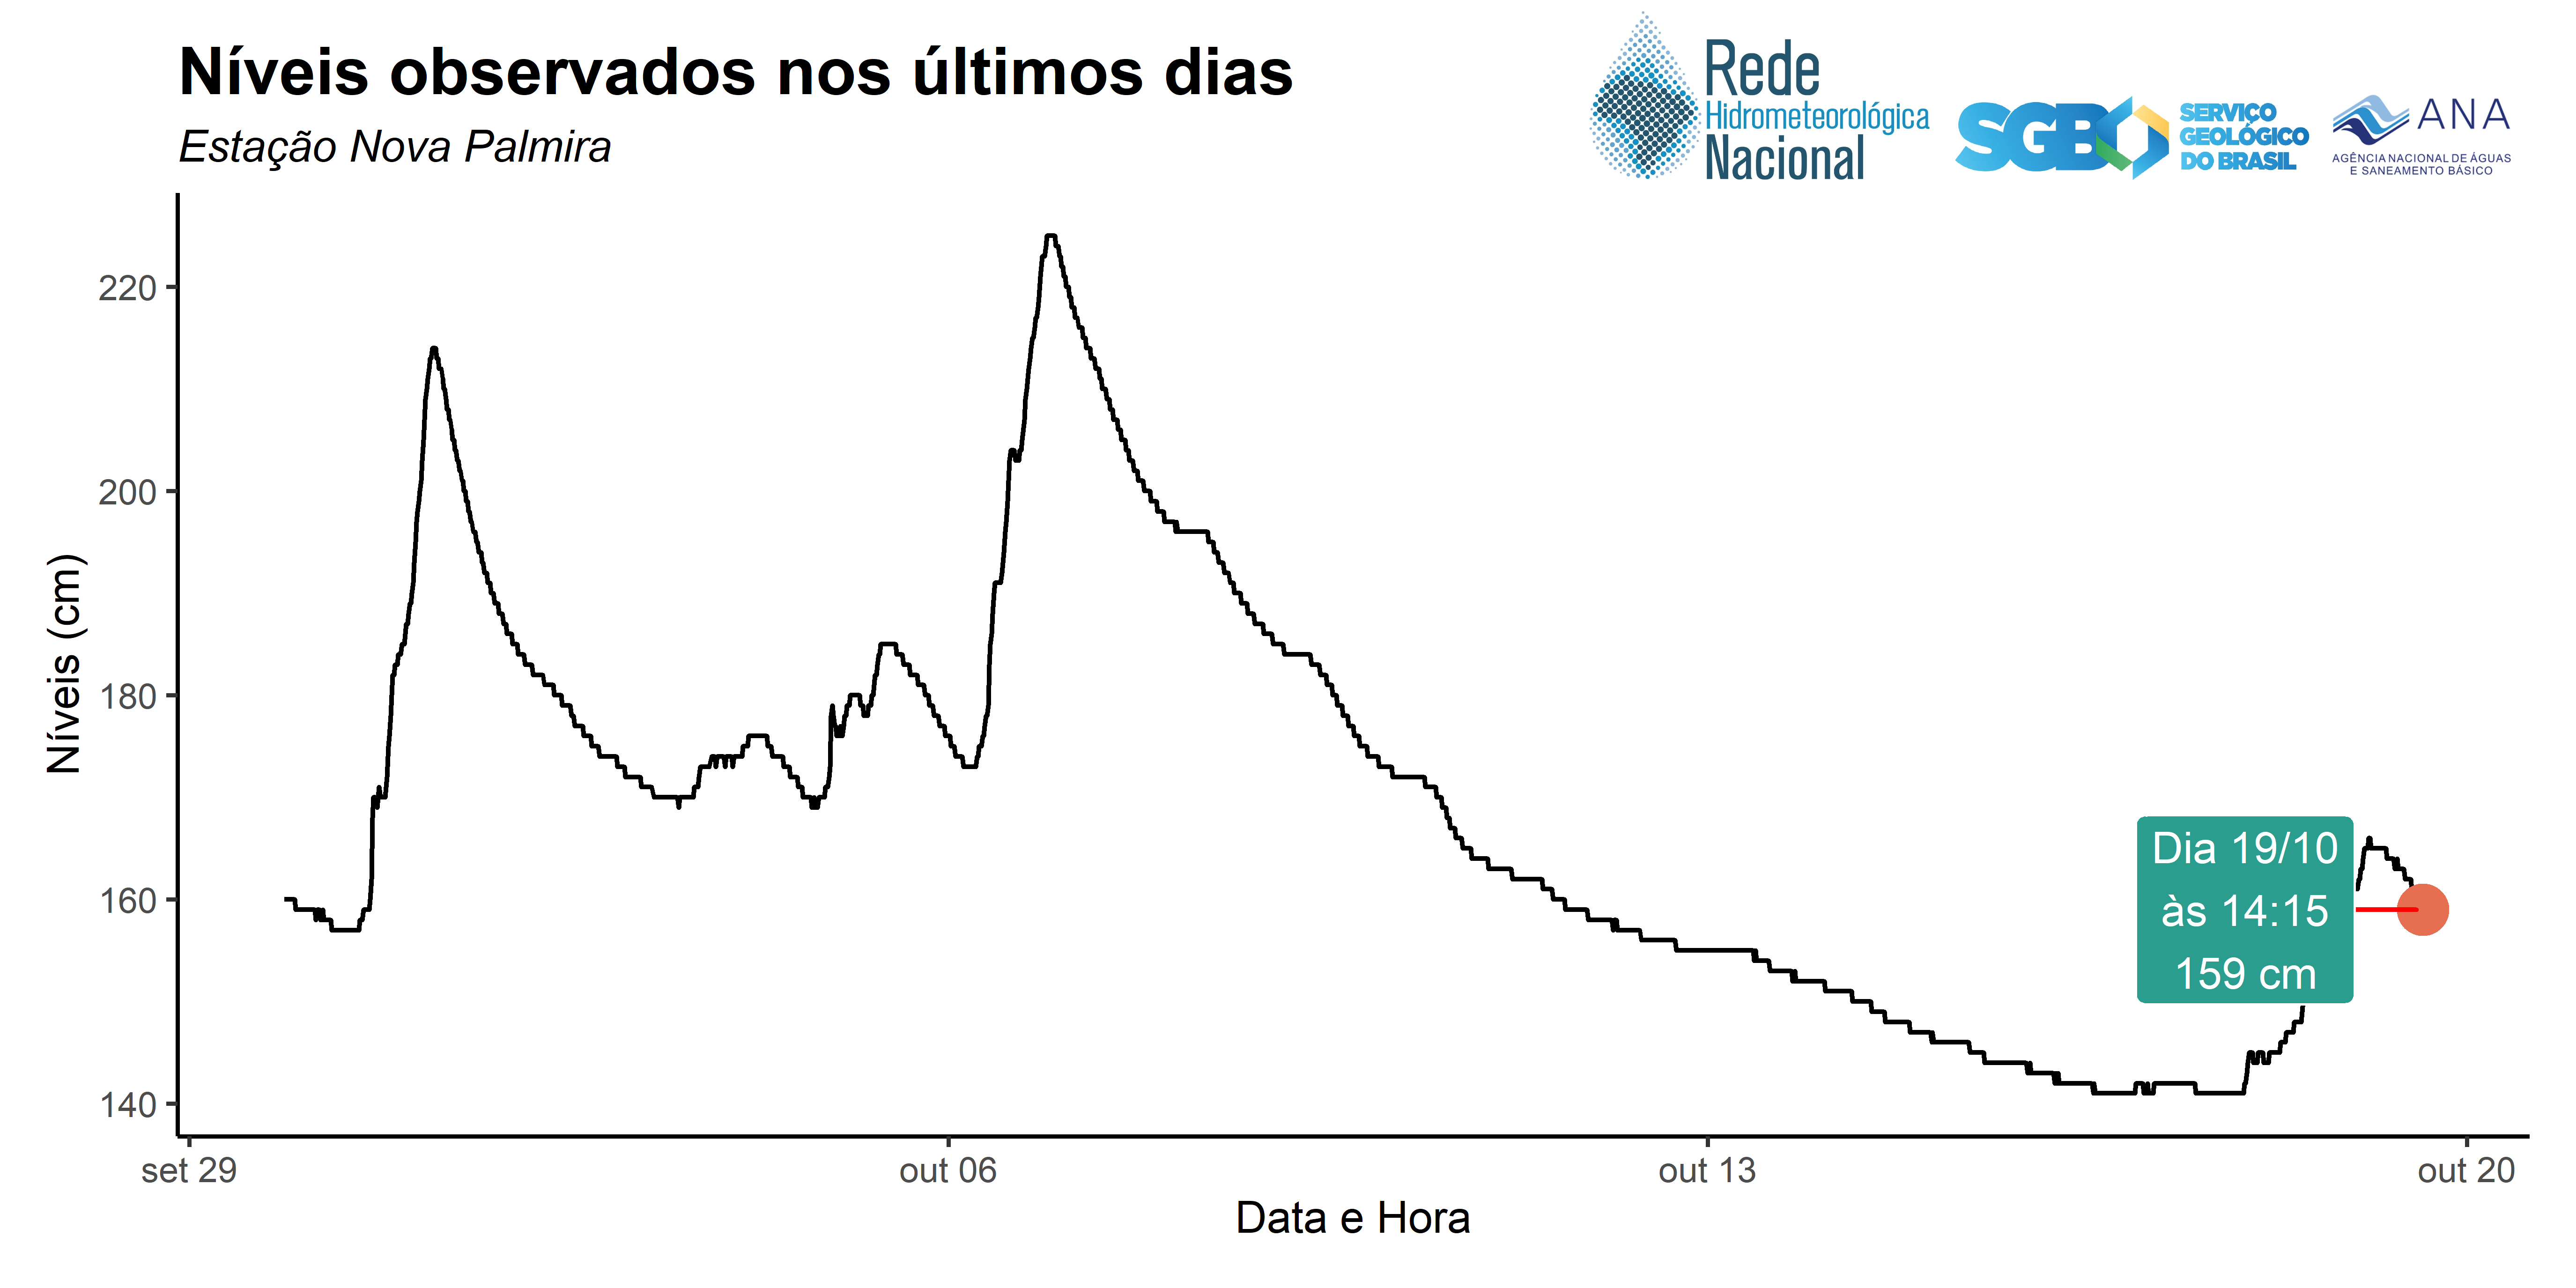 Níveis observados nos últimos dias
Estação Nova Palmira
Rede
Hidrometeorológica
Nacional
SGB
SERVIÇO
GEOLÓGICO
DO BRASIL
ANA
AGÊNCIA NACIONAL DE ÁGUAS
E SANEAMENTO BÁSICO
Níveis (cm)
220
200
180
160
140
Dia 19/10
às 14:15
159 cm
set 29
out 06
out 13
out 20
Data e Hora